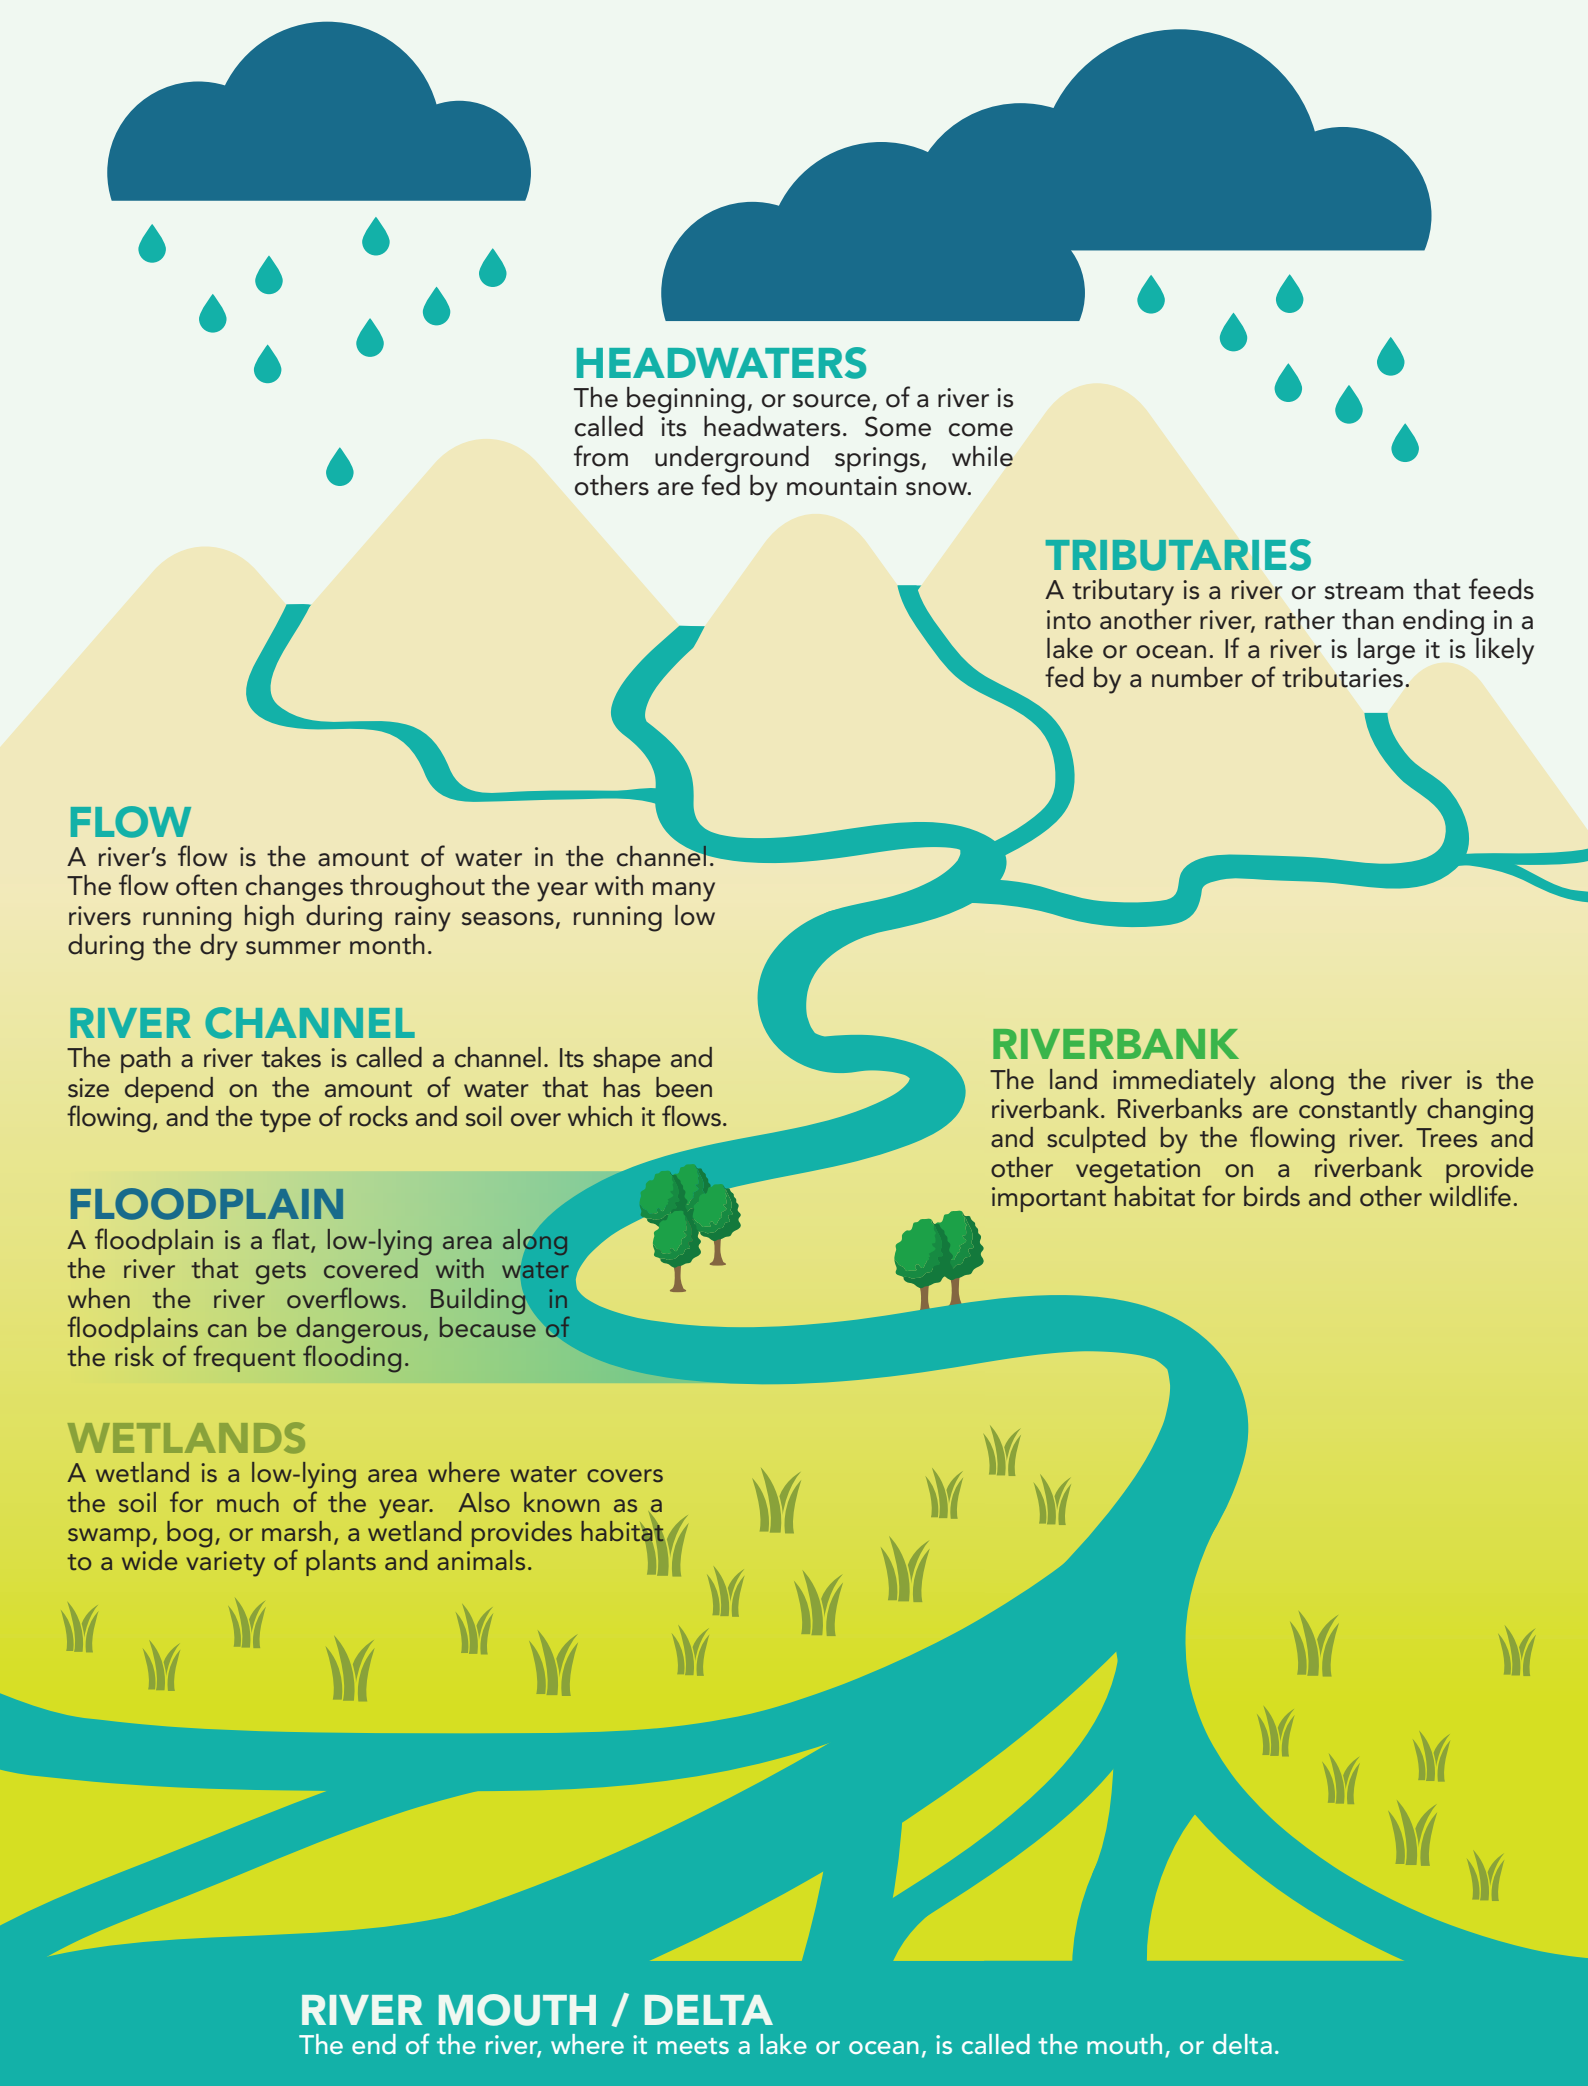 HEADWATERS
The beginning, or source, of a river is
called its headwaters. Some come
from underground springs, while
others are fed by mountain snow.
TRIBUTARIES
A tributary is a river or stream that feeds
into another river, rather than ending in a
lake or ocean. If a river is large it is likely
fed by a number of tributaries.
FLOW
A river’s flow is the amount of water in the channel.
The flow often changes throughout the year with many
rivers running high during rainy seasons, running low
during the dry summer month.
RIVER CHANNEL
The path a river takes is called a channel. Its shape and
size depend on the amount of water that has been
flowing, and the type of rocks and soil over which it flows.
RIVERBANK
The land immediately along the river is the
riverbank. Riverbanks are constantly changing
and sculpted by the flowing river. Trees and
other vegetation on a riverbank provide
important habitat for birds and other wildlife.
FLOODPLAIN
A floodplain is a flat, low-lying area along
the river that gets covered with water
when the river overflows. Building in
floodplains can be dangerous, because of
the risk of frequent flooding.
WETLANDS
A wetland is a low-lying area where water covers
the soil for much of the year. Also known as a
swamp, bog, or marsh, a wetland provides habitat
to a wide variety of plants and animals.
RIVER MOUTH / DELTA
The end of the river, where it meets a lake or ocean, is called the mouth, or delta.